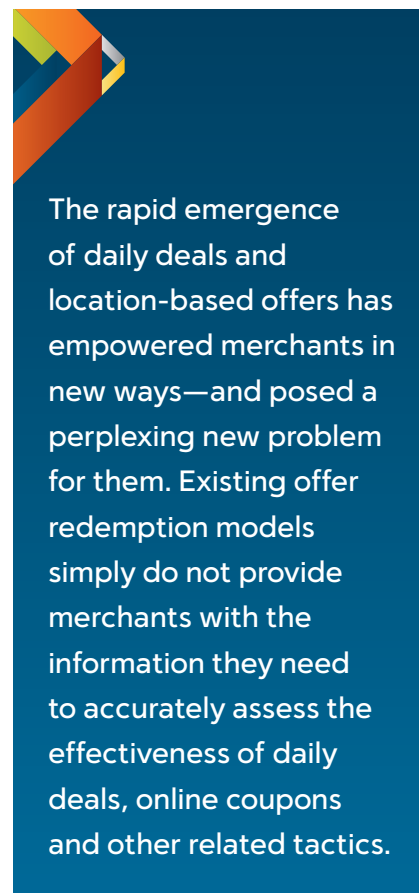 The rapid emergence
of daily deals and
location-based offers has
empowered merchants in
new ways—and posed a
perplexing new problem
for them. Existing offer
redemption models
simply do not provide
merchants with the
information they need
to accurately assess the
effectiveness of daily
deals, online coupons
and other related tactics.